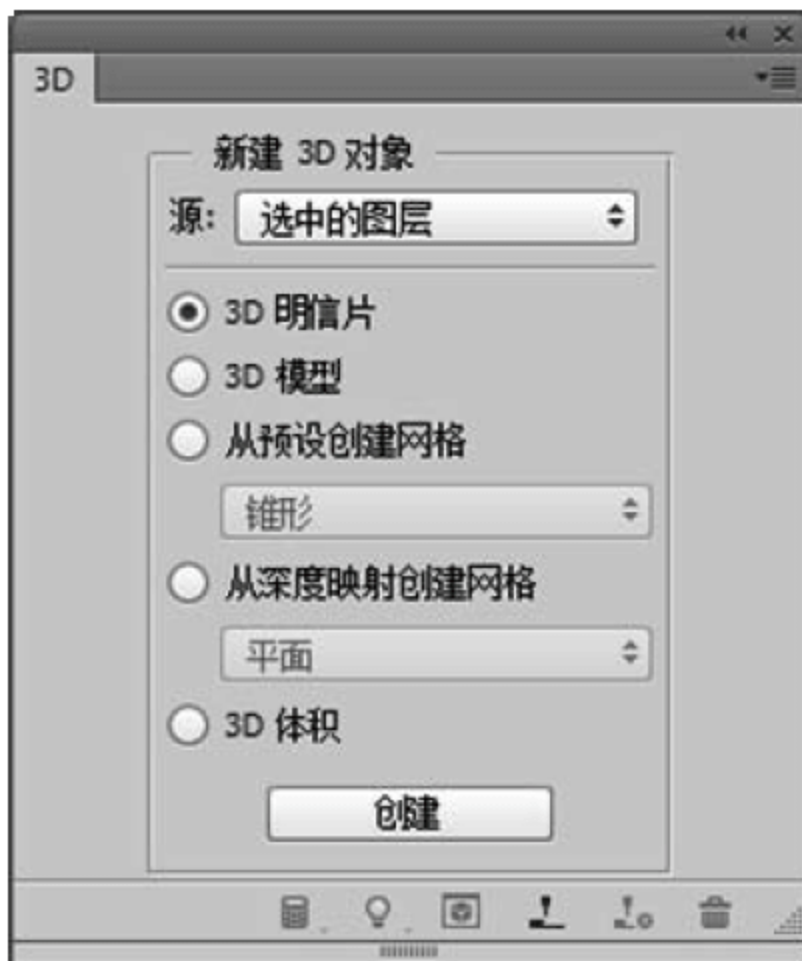 3D
新建 3D 对象
源: 选中的图层
3D 明信片
3D 模型
从预设创建网格
锥形
从深度映射创建网格
平面
3D 体积
创建